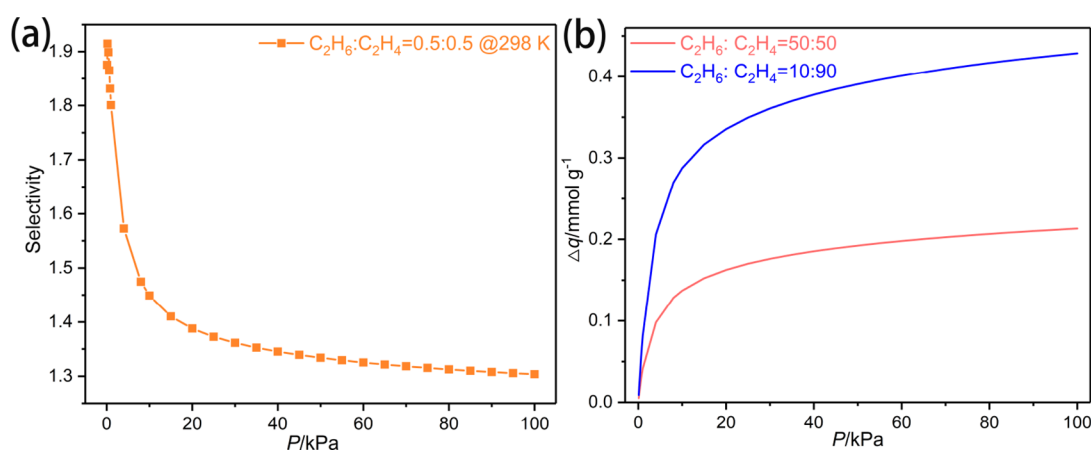 (a)
C₂H₆:C₂H₄=0.5:0.5 @298 K
1.9
1.8
1.7
1.6
1.5
1.4
1.3
Selectivity
0 20 40 60 80 100
P/kPa
(b)
C₂H₆: C₂H₄=50:50
C₂H₆: C₂H₄=10:90
0.4
0.3
0.2
0.1
0.0
△q/mmol g⁻¹
0 20 40 60 80 100
P/kPa